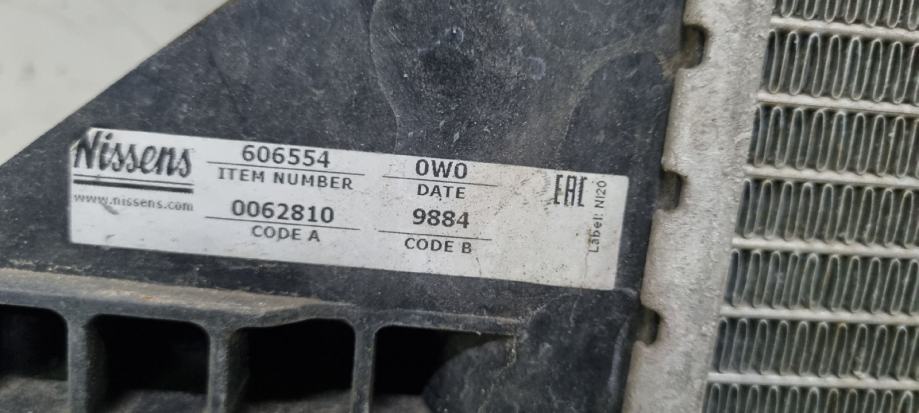 Nissens
www.nissens.com
606554
ITEM NUMBER
0062810
CODE A
0W0
DATE
9884
CODE B
EAC
Label: NI20